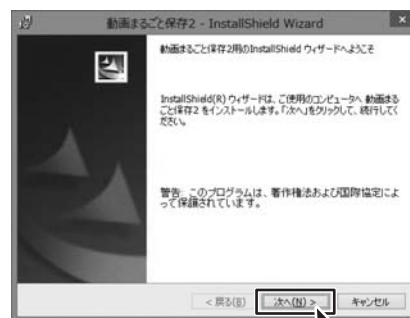 動画まるごと保存2 - InstallShield Wizard
動画まるごと保存2用のInstallShield ウィザードへようこそ
InstallShield(R) ウィザードは、ご使用のコンピュータへ 動画まる
ごと保存2 をインストールします。「次へ」をクリックして、続行してく
ださい。
警告: このプログラムは、著作権法および国際協定によ
って保護されています。
< 戻る(B) 次へ(N) > キャンセル